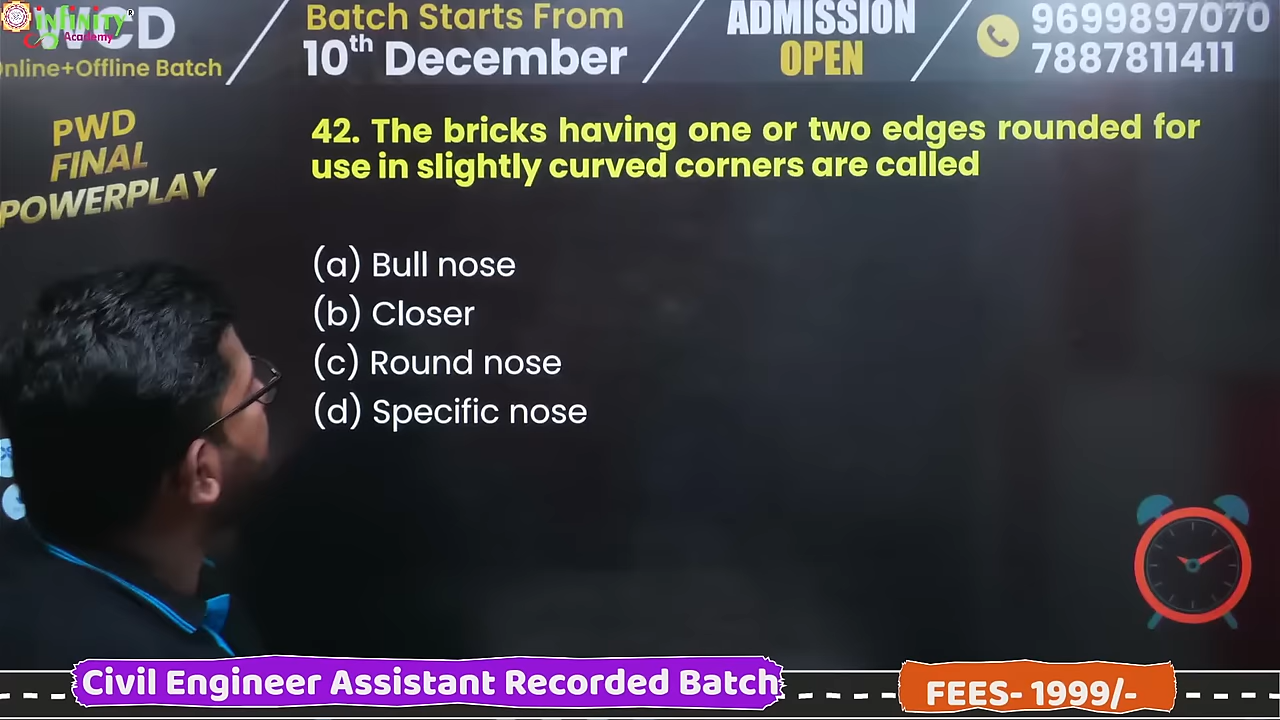 infinity
Academy
CD
Online+Offline Batch
Batch Starts From
10th December
ADMISSION
OPEN
9699897070
7887811411
PWD
FINAL
POWERPLAY
42. The bricks having one or two edges rounded for
use in slightly curved corners are called
(a) Bull nose
(b) Closer
(c) Round nose
(d) Specific nose
Civil Engineer Assistant Recorded Batch
FEES- 1999/-